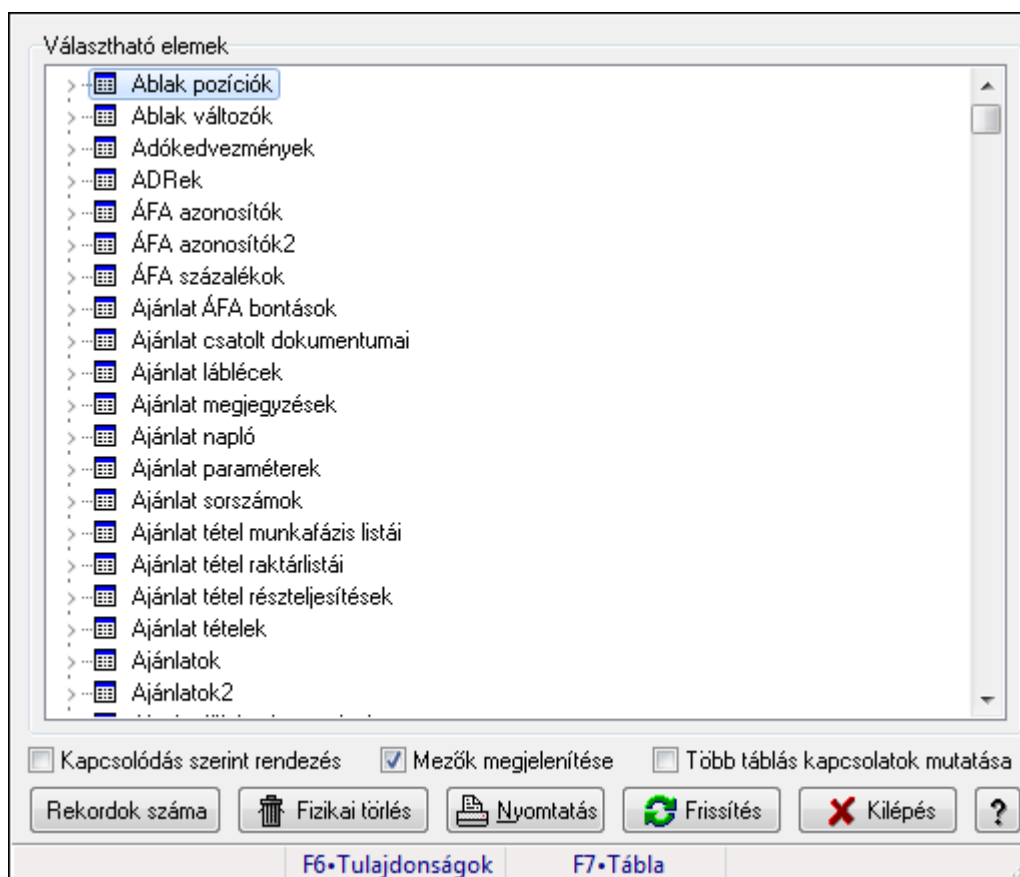 Választható elemek
Ablak pozíciók
Ablak változók
Adókedvezmények
ADRek
ÁFA azonosítók
ÁFA azonosítók2
ÁFA százalékok
Ajánlat ÁFA bontások
Ajánlat csatolt dokumentumai
Ajánlat láblécek
Ajánlat megjegyzések
Ajánlat napló
Ajánlat paraméterek
Ajánlat sorszámok
Ajánlat tétel munkafázis listái
Ajánlat tétel raktárlistái
Ajánlat tétel részteljesítések
Ajánlat tételek
Ajánlatok
Ajánlatok2
Kapcsolódás szerint rendezés Mezők megjelenítése Több táblás kapcsolatok mutatása
Rekordok száma Fizikai törlés Nyomtatás Frissítés Kilépés ?
F6•Tulajdonságok F7•Tábla